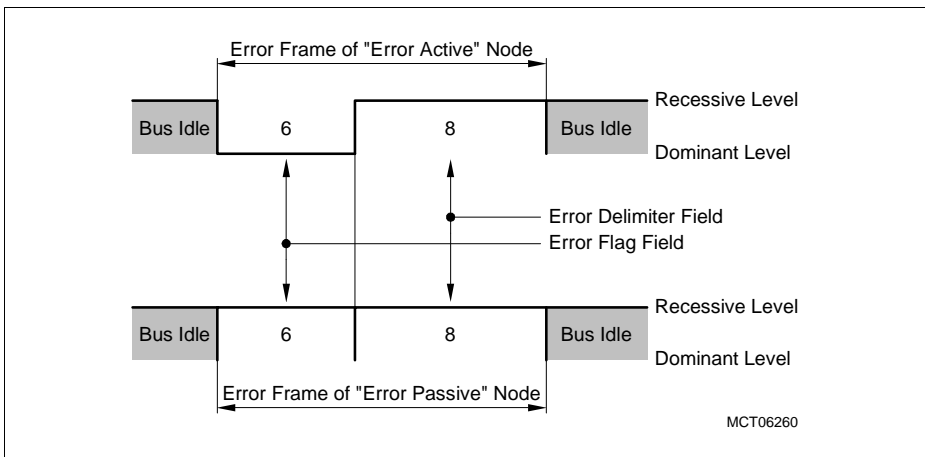 Error Frame of "Error Active" Node
Recessive Level
Bus Idle 6 8 Bus Idle
Dominant Level
Error Delimiter Field
Error Flag Field
Recessive Level
Bus Idle 6 8 Bus Idle
Dominant Level
Error Frame of "Error Passive" Node
MCT06260